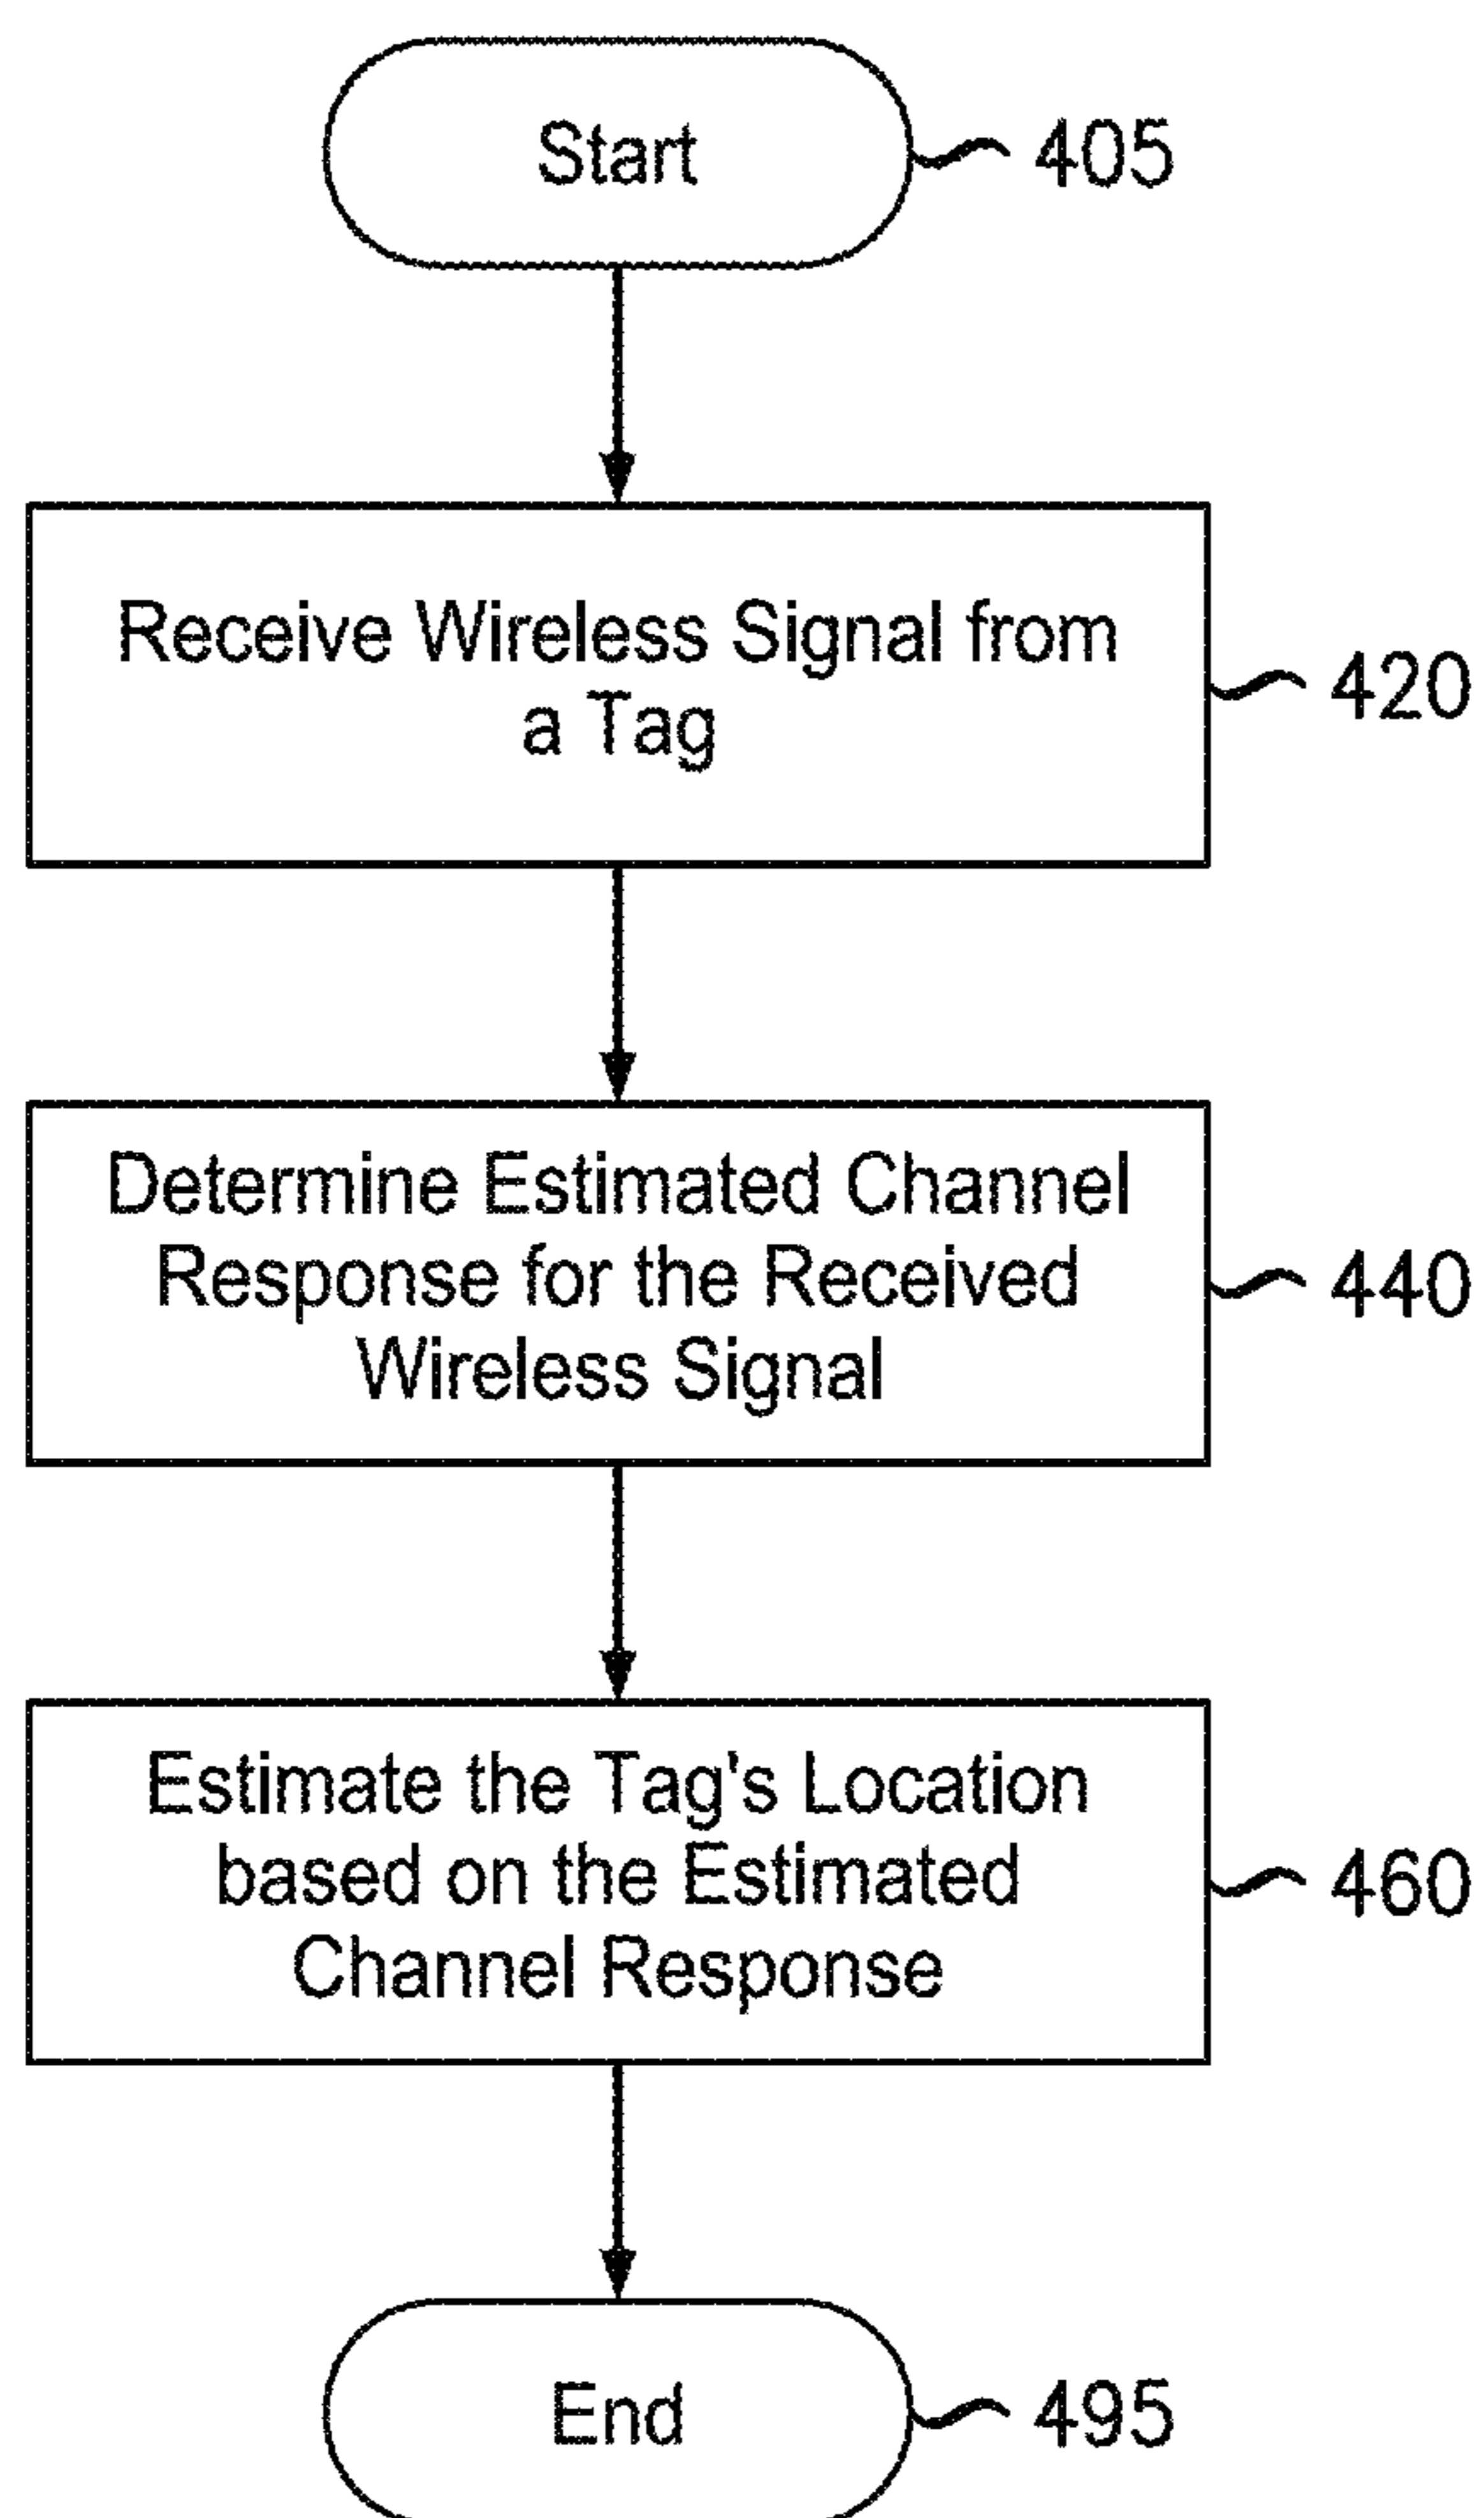 Start
405
Receive Wireless Signal from
a Tag
420
Determine Estimated Channel
Response for the Received
Wireless Signal
440
Estimate the Tag's Location
based on the Estimated
Channel Response
460
End
495